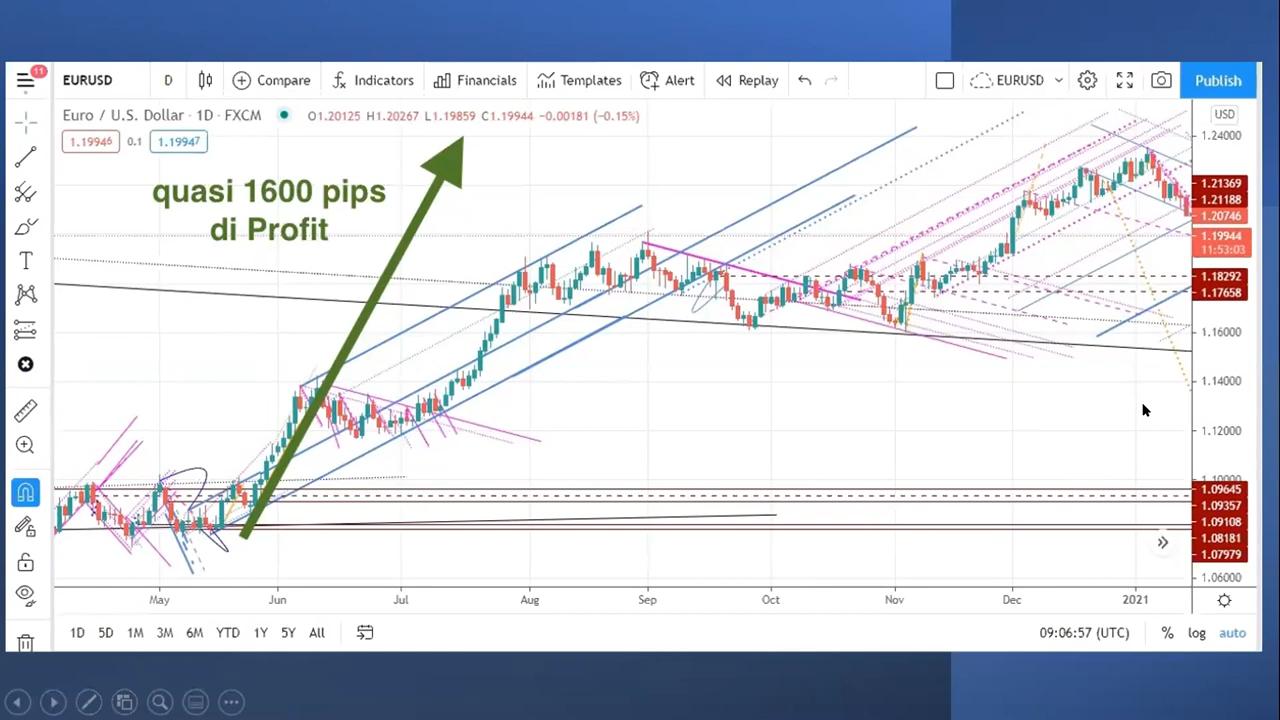 11
EURUSD
D
Compare
Indicators
Financials
Templates
Alert
Replay
EURUSD
Publish
Euro / U.S. Dollar · 1D · FXCM
O1.20125 H1.20267 L1.19859 C1.19944 −0.00181 (−0.15%)
USD
1.19946
0.1
1.19947
1.24000
quasi 1600 pips
di Profit
1.21369
1.21188
1.20746
1.19944
11:53:03
1.18292
1.17658
1.16000
1.14000
1.12000
1.10000
1.09645
1.09357
1.09108
1.08181
1.07979
1.06000
May
Jun
Jul
Aug
Sep
Oct
Nov
Dec
2021
1D 5D 1M 3M 6M YTD 1Y 5Y All
09:06:57 (UTC)
%
log
auto